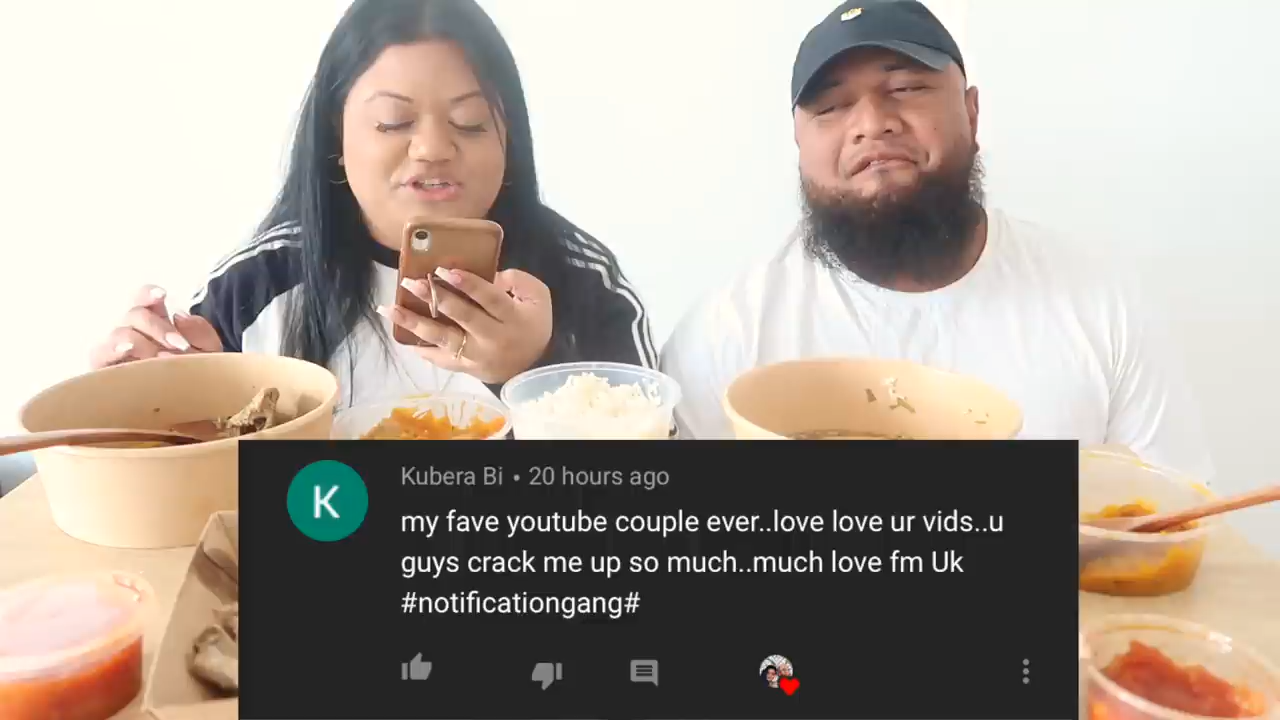 K
Kubera Bi • 20 hours ago
my fave youtube couple ever..love love ur vids..u
guys crack me up so much..much love fm Uk
#notificationgang#